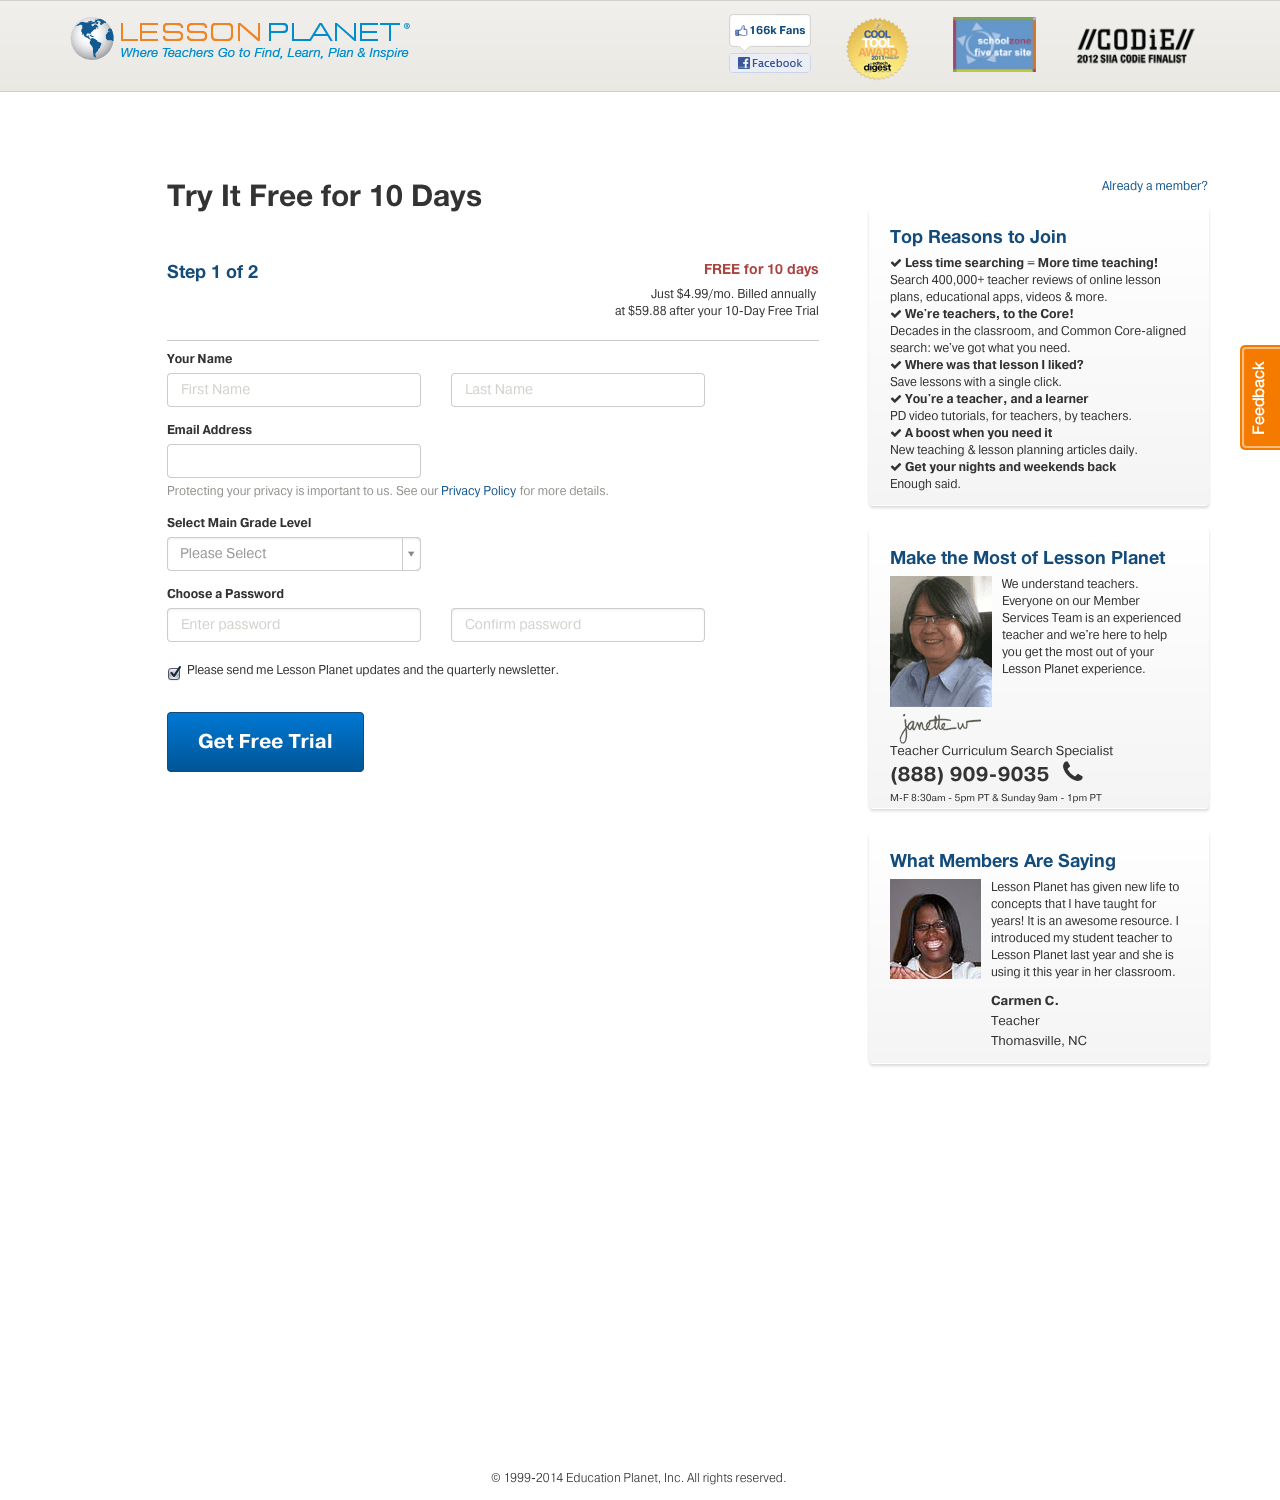 LESSON PLANET®
Where Teachers Go to Find, Learn, Plan & Inspire
166k Fans
Facebook
COOL
TOOL
AWARD
2011
digest
schoolzone
five star site
//CODiE//
2012 SIIA CODiE FINALIST
Try It Free for 10 Days
Already a member?
Step 1 of 2
FREE for 10 days
Just $4.99/mo. Billed annually
at $59.88 after your 10-Day Free Trial
Your Name
First Name
Last Name
Email Address
Protecting your privacy is important to us. See our Privacy Policy for more details.
Select Main Grade Level
Please Select
Choose a Password
Enter password
Confirm password
Please send me Lesson Planet updates and the quarterly newsletter.
Get Free Trial
Top Reasons to Join
Less time searching = More time teaching!
Search 400,000+ teacher reviews of online lesson
plans, educational apps, videos & more.
We're teachers, to the Core!
Decades in the classroom, and Common Core-aligned
search: we've got what you need.
Where was that lesson I liked?
Save lessons with a single click.
You're a teacher, and a learner
PD video tutorials, for teachers, by teachers.
A boost when you need it
New teaching & lesson planning articles daily.
Get your nights and weekends back
Enough said.
Feedback
Make the Most of Lesson Planet
We understand teachers.
Everyone on our Member
Services Team is an experienced
teacher and we're here to help
you get the most out of your
Lesson Planet experience.
janette w
Teacher Curriculum Search Specialist
(888) 909-9035
M-F 8:30am - 5pm PT & Sunday 9am - 1pm PT
What Members Are Saying
Lesson Planet has given new life to
concepts that I have taught for
years! It is an awesome resource. I
introduced my student teacher to
Lesson Planet last year and she is
using it this year in her classroom.
Carmen C.
Teacher
Thomasville, NC
© 1999-2014 Education Planet, Inc. All rights reserved.